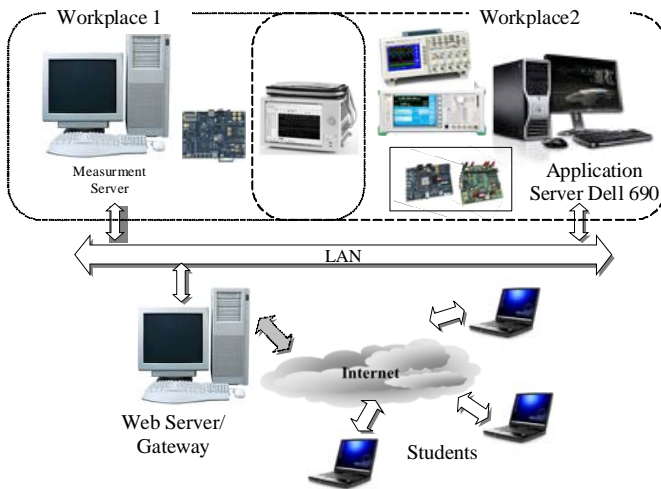 Workplace 1
Workplace2
Measurment
Server
Application
Server Dell 690
LAN
Internet
Web Server/
Gateway
Students